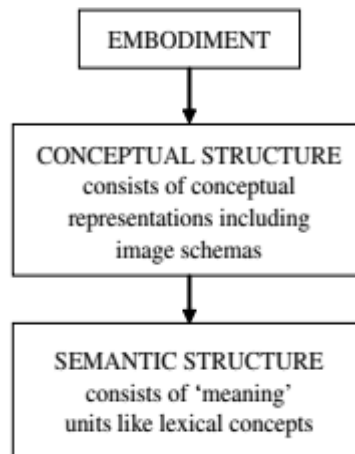 EMBODIMENT
CONCEPTUAL STRUCTURE
consists of conceptual
representations including
image schemas
SEMANTIC STRUCTURE
consists of ‘meaning’
units like lexical concepts